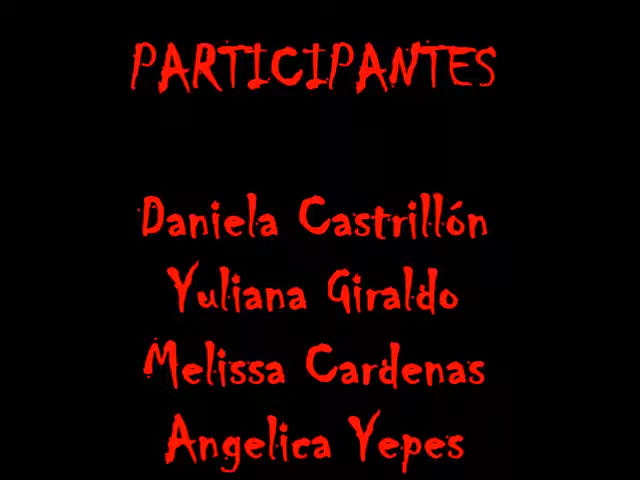 PARTICIPANTES
Daniela Castrillón
Yuliana Giraldo
Melissa Cardenas
Angelica Yepes